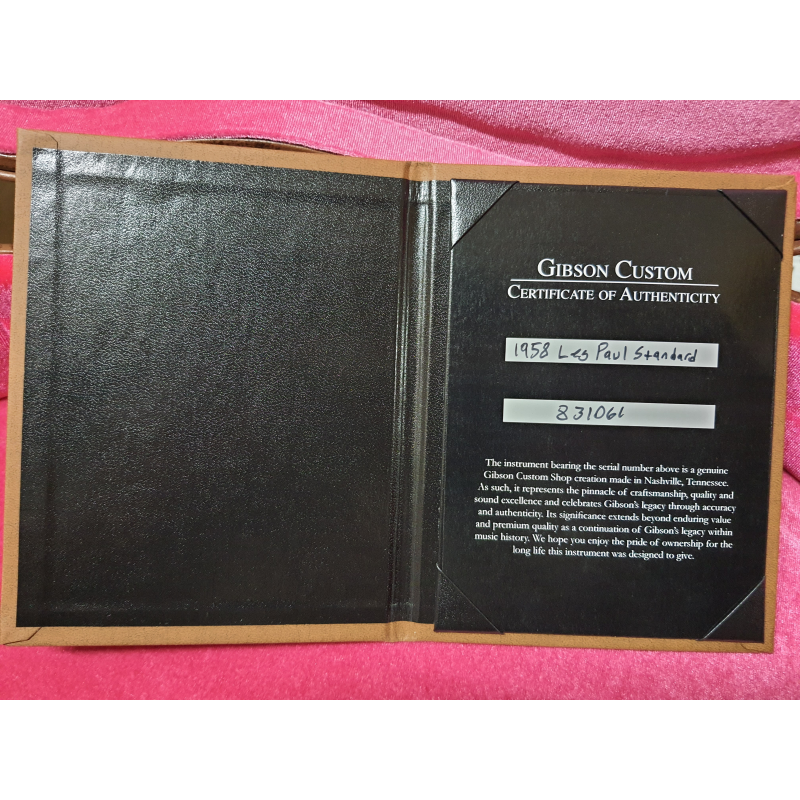 GIBSON CUSTOM
CERTIFICATE OF AUTHENTICITY
1958 Les Paul Standard
831066
The instrument bearing the serial number above is a genuine
Gibson Custom Shop creation made in Nashville, Tennessee.
As such, it represents the pinnacle of craftsmanship, quality and
sound excellence and celebrates Gibson's legacy through accuracy
and authenticity. Its significance extends beyond enduring value
and premium quality as a continuation of Gibson's legacy within
music history. We hope you enjoy the pride of ownership for the
long life this instrument was designed to give.